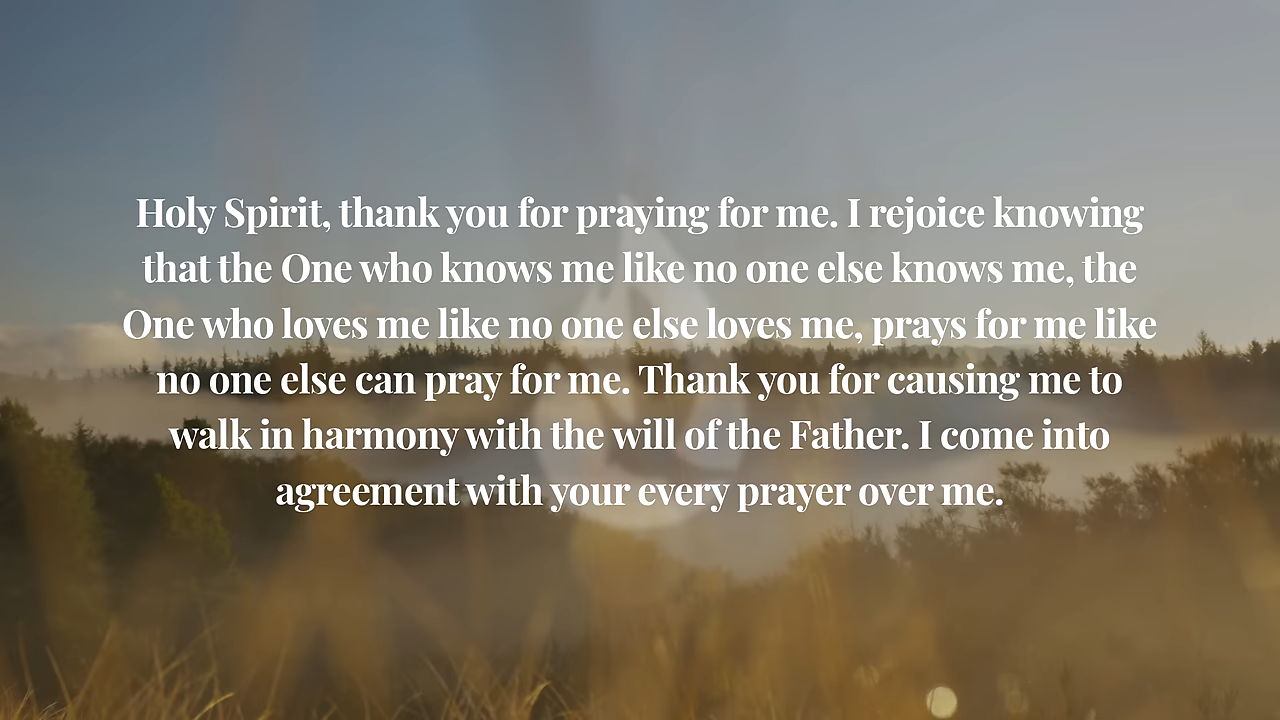 Holy Spirit, thank you for praying for me. I rejoice knowing
that the One who knows me like no one else knows me, the
One who loves me like no one else loves me, prays for me like
no one else can pray for me. Thank you for causing me to
walk in harmony with the will of the Father. I come into
agreement with your every prayer over me.